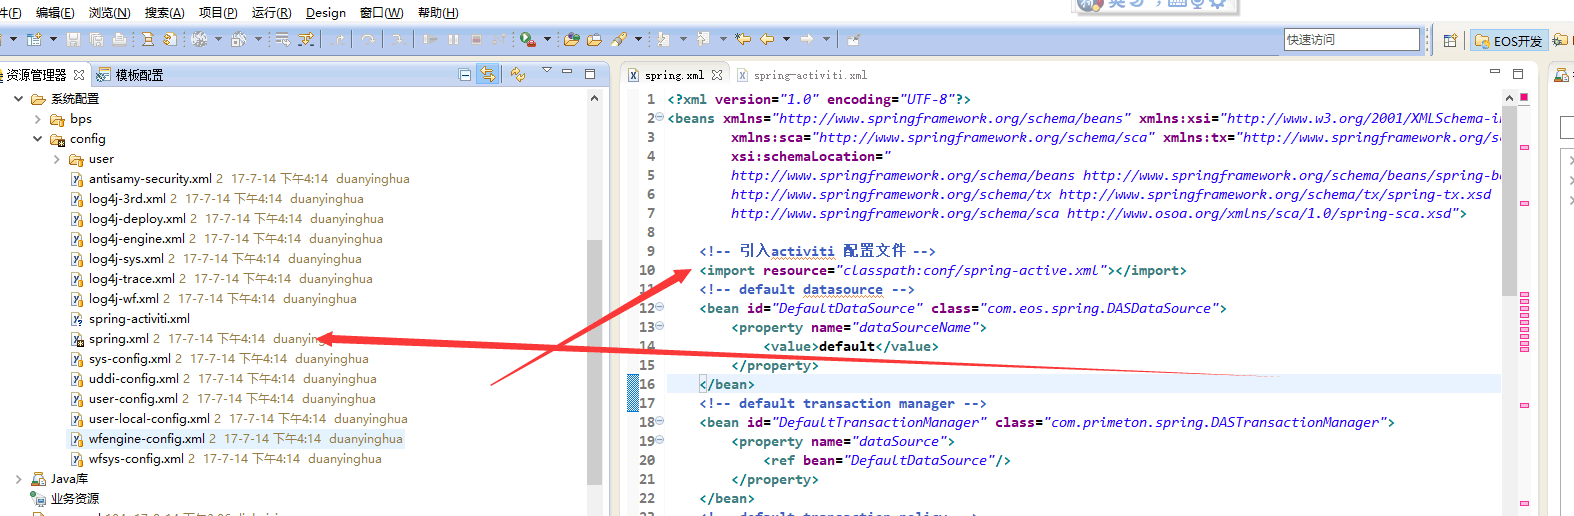 件(F) 编辑(E) 浏览(N) 搜索(A) 项目(P) 运行(R) Design 窗口(W) 帮助(H)
快速访问 EOS开发
资源管理器 模板配置
系统配置
bps
config
user
antisamy-security.xml 2 17-7-14 下午4:14 duanyinghua
log4j-3rd.xml 2 17-7-14 下午4:14 duanyinghua
log4j-deploy.xml 2 17-7-14 下午4:14 duanyinghua
log4j-engine.xml 2 17-7-14 下午4:14 duanyinghua
log4j-sys.xml 2 17-7-14 下午4:14 duanyinghua
log4j-trace.xml 2 17-7-14 下午4:14 duanyinghua
log4j-wf.xml 2 17-7-14 下午4:14 duanyinghua
spring-activiti.xml
spring.xml 2 17-7-14 下午4:14 duanying
sys-config.xml 2 17-7-14 下午4:14 duanyinghua
uddi-config.xml 2 17-7-14 下午4:14 duanyinghua
user-config.xml 2 17-7-14 下午4:14 duanyinghua
user-local-config.xml 2 17-7-14 下午4:14 duanyinghua
wfengine-config.xml 2 17-7-14 下午4:14 duanyinghua
wfsys-config.xml 2 17-7-14 下午4:14 duanyinghua
Java库
业务资源
spring.xml spring-activiti.xml
1 <?xml version="1.0" encoding="UTF-8"?>
2 <beans xmlns="http://www.springframework.org/schema/beans" xmlns:xsi="http://www.w3.org/2001/XMLSchema-i
3 xmlns:sca="http://www.springframework.org/schema/sca" xmlns:tx="http://www.springframework.org/sc
4 xsi:schemaLocation="
5 http://www.springframework.org/schema/beans http://www.springframework.org/schema/beans/spring-be
6 http://www.springframework.org/schema/tx http://www.springframework.org/schema/tx/spring-tx.xsd
7 http://www.springframework.org/schema/sca http://www.osoa.org/xmlns/sca/1.0/spring-sca.xsd">
8
9 <!-- 引入activiti 配置文件 -->
10 <import resource="classpath:conf/spring-active.xml"></import>
11 <!-- default datasource -->
12 <bean id="DefaultDataSource" class="com.eos.spring.DASDataSource">
13 <property name="dataSourceName">
14 <value>default</value>
15 </property>
16 </bean>
17 <!-- default transaction manager -->
18 <bean id="DefaultTransactionManager" class="com.primeton.spring.DASTransactionManager">
19 <property name="dataSource">
20 <ref bean="DefaultDataSource"/>
21 </property>
22 </bean>